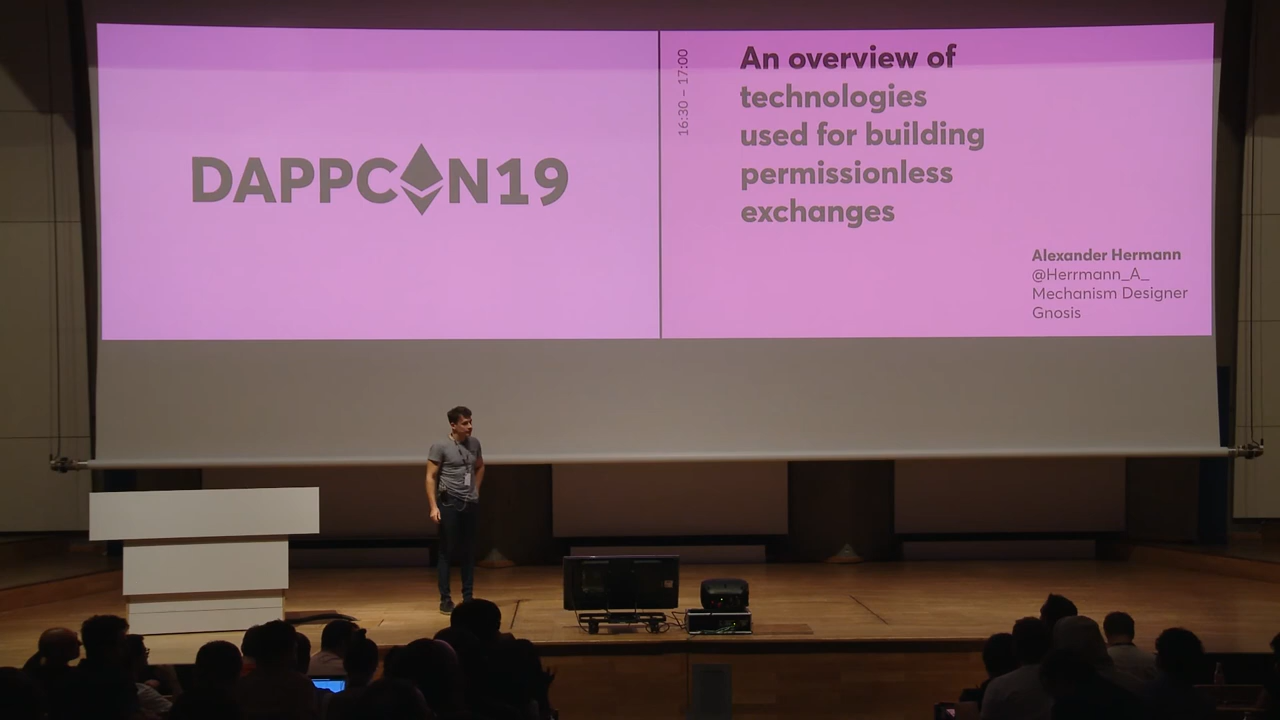 DAPPCON19
16:30 – 17:00
An overview of
technologies
used for building
permissionless
exchanges
Alexander Hermann
@Herrmann_A_
Mechanism Designer
Gnosis